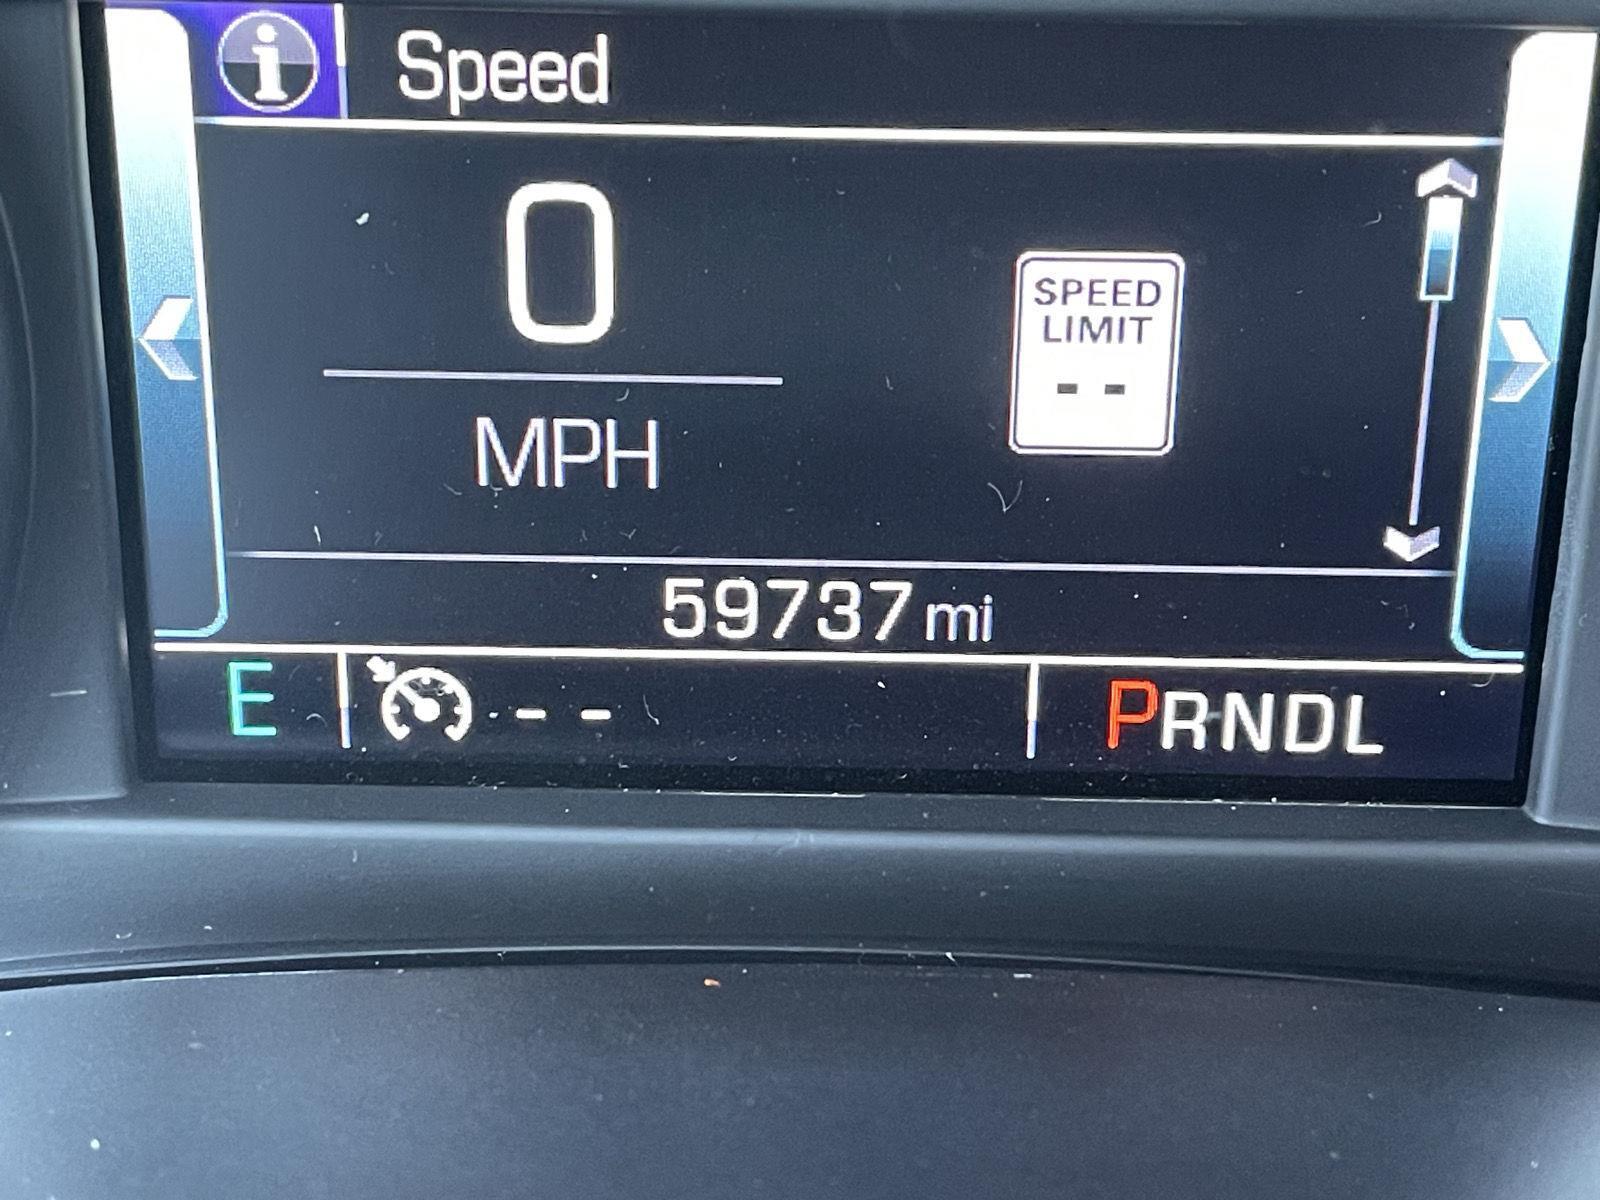 i Speed
0
MPH
SPEED
LIMIT
- -
59737 mi
E - - PRNDL